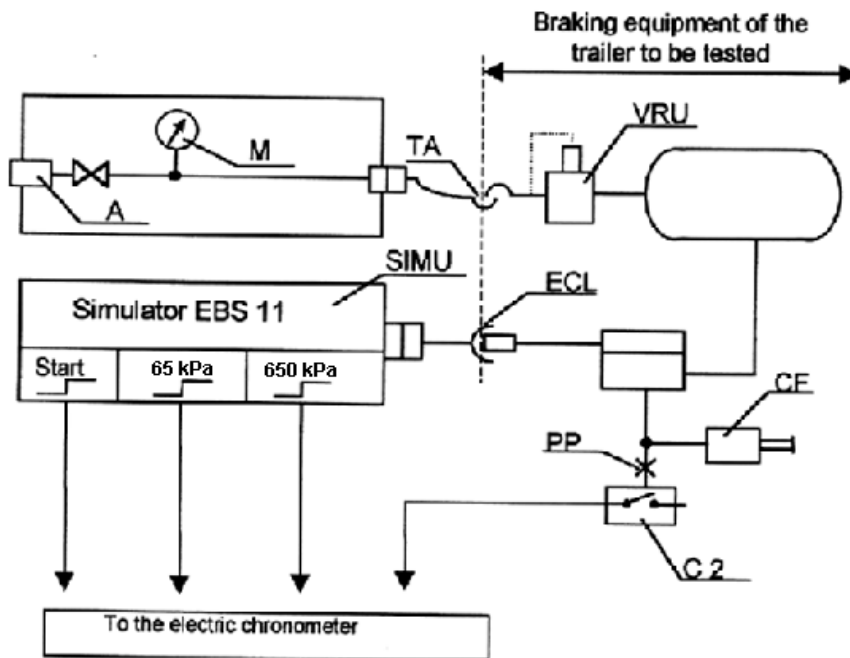 Braking equipment of the
trailer to be tested
VRU
TA
M
A
SIMU
ECL
Simulator EBS 11
Start
65 kPa
650 kPa
CF
PP
C 2
To the electric chronometer